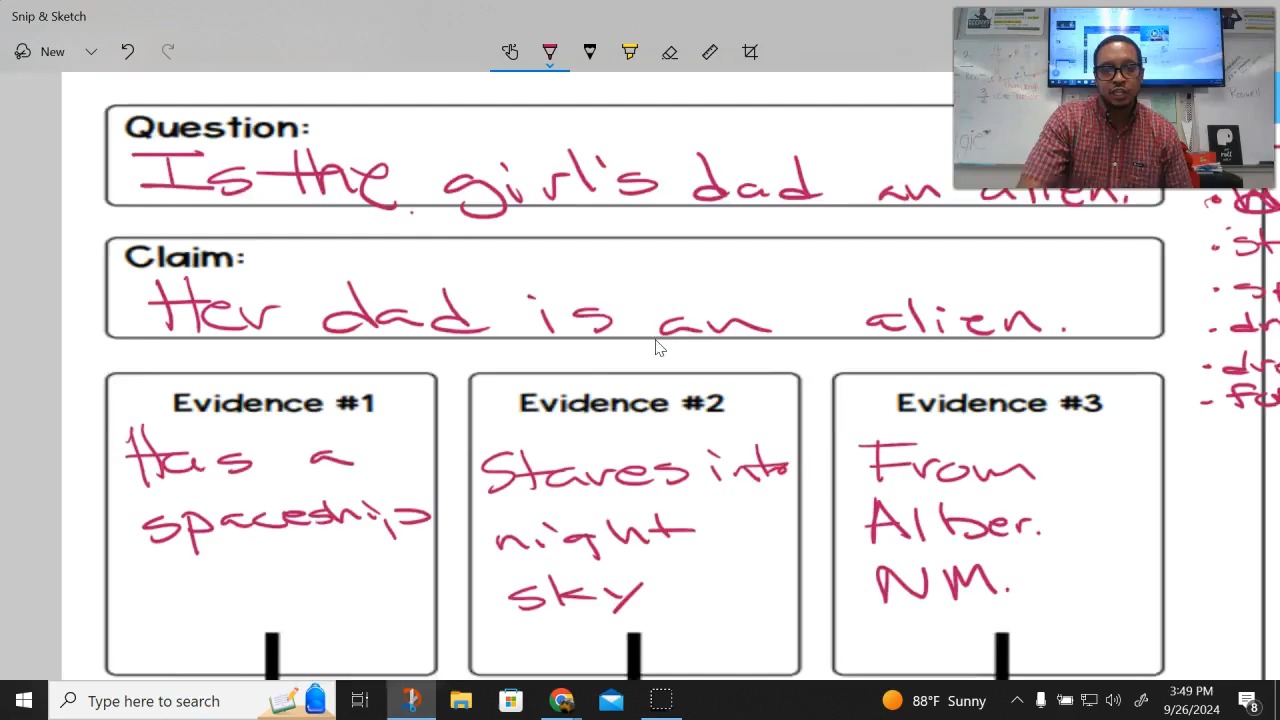 Snip & Sketch
New
Question:
Is the girl's dad an alien.
Claim:
Her dad is an alien.
Evidence #1
Has a
spaceship
Evidence #2
Stares into
night
sky
Evidence #3
From
Alber.
NM.
Type here to search
88°F Sunny
3:49 PM
9/26/2024
8